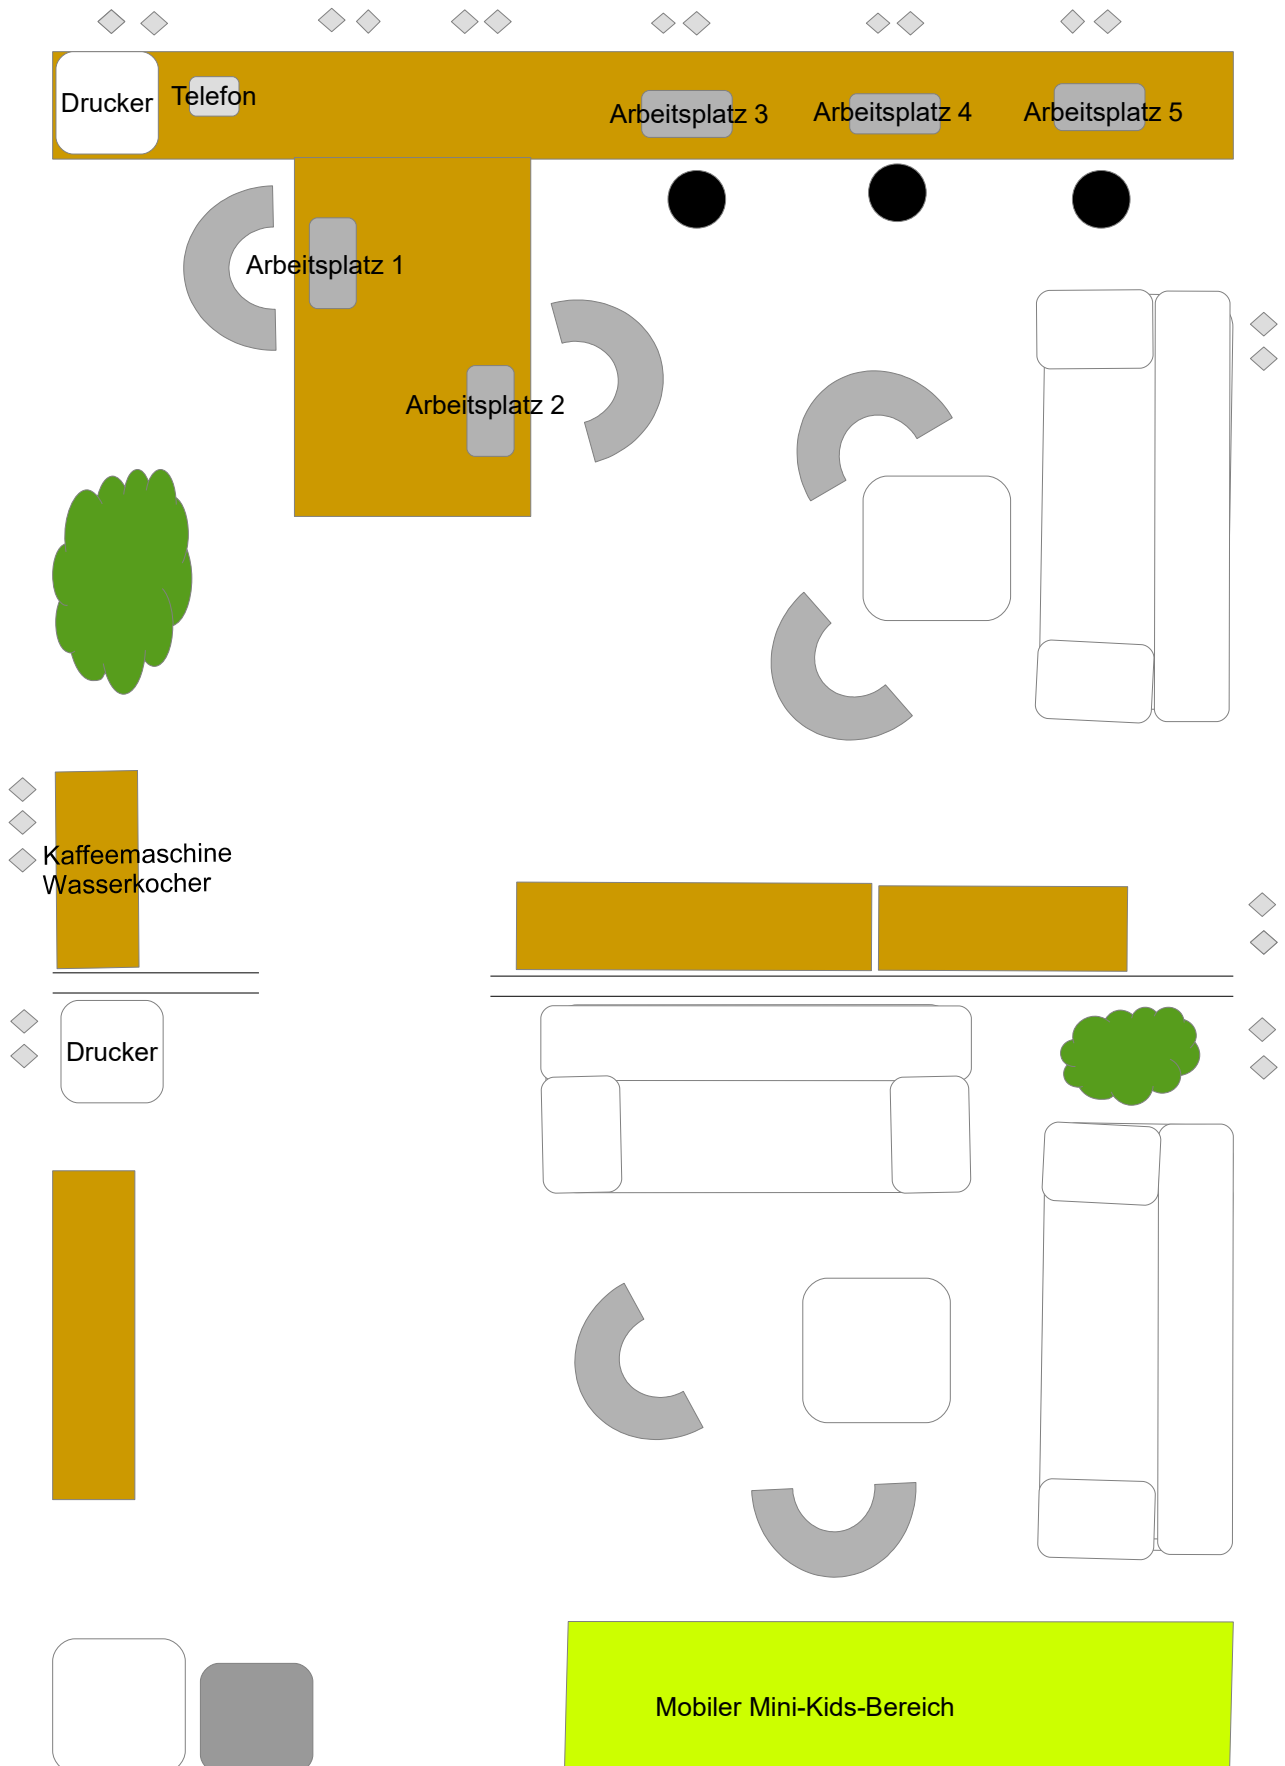 Drucker
Telefon
Arbeitsplatz 3
Arbeitsplatz 4
Arbeitsplatz 5
Arbeitsplatz 1
Arbeitsplatz 2
Kaffeemaschine
Wasserkocher
Drucker
Mobiler Mini-Kids-Bereich